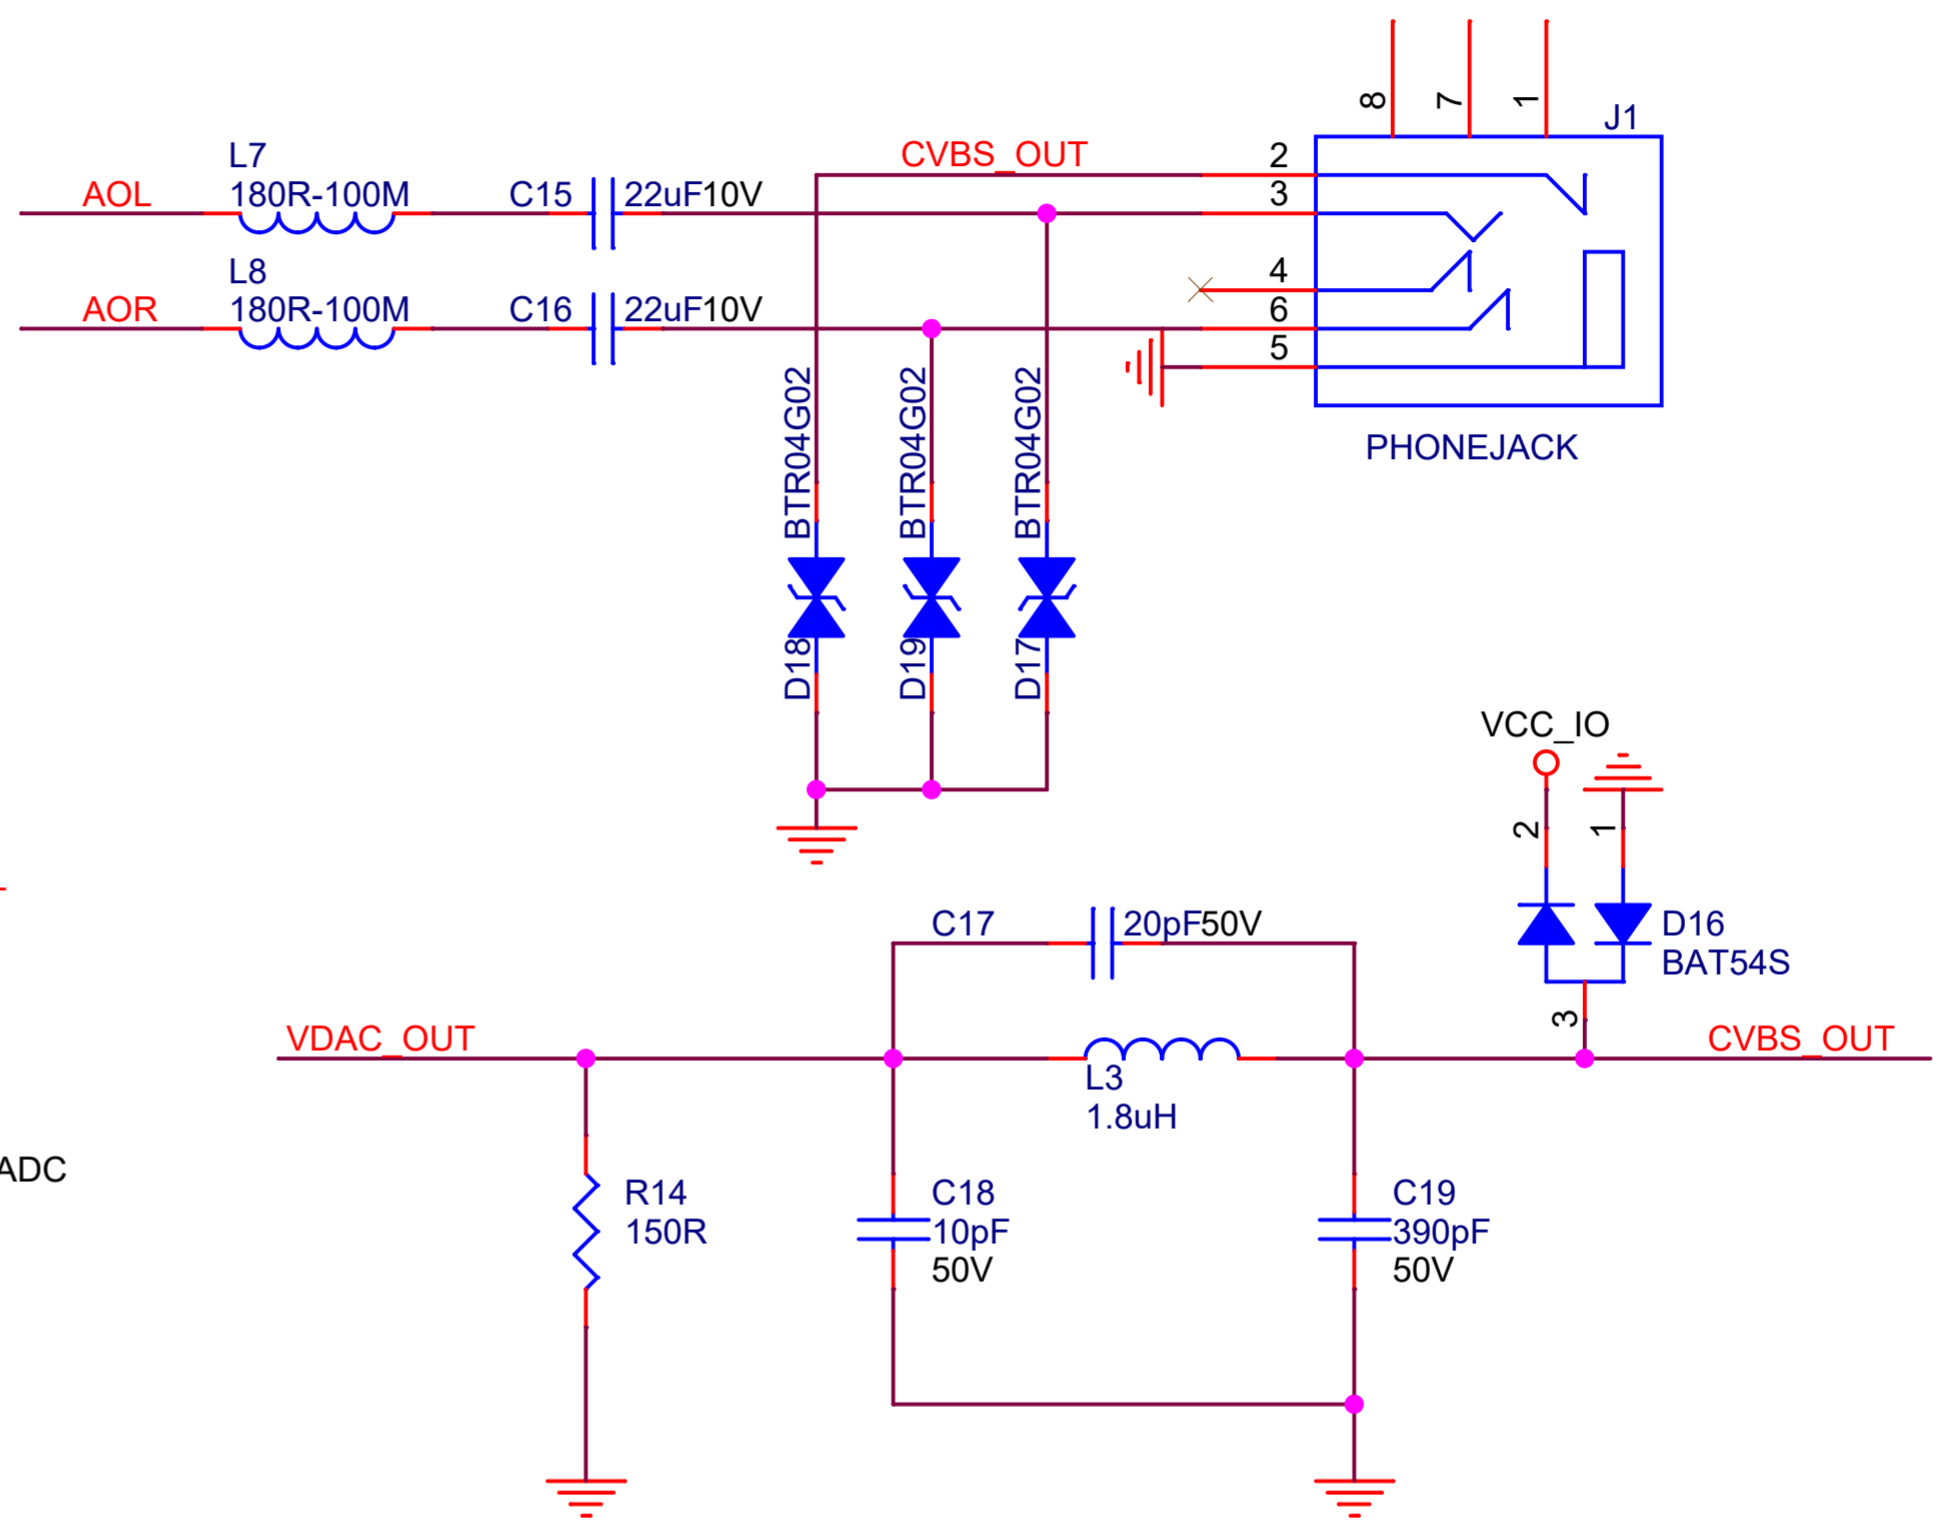 8
7
1
J1
L7
180R-100M
AOL
C15
22uF10V
CVBS_OUT
2
3
L8
180R-100M
AOR
C16
22uF10V
4
6
5
PHONEJACK
BTR04G02
BTR04G02
BTR04G02
D18
D19
D17
VCC_IO
2
1
D16
BAT54S
3
C17
20pF50V
VDAC_OUT
CVBS_OUT
L3
1.8uH
ADC
R14
150R
C18
10pF
50V
C19
390pF
50V